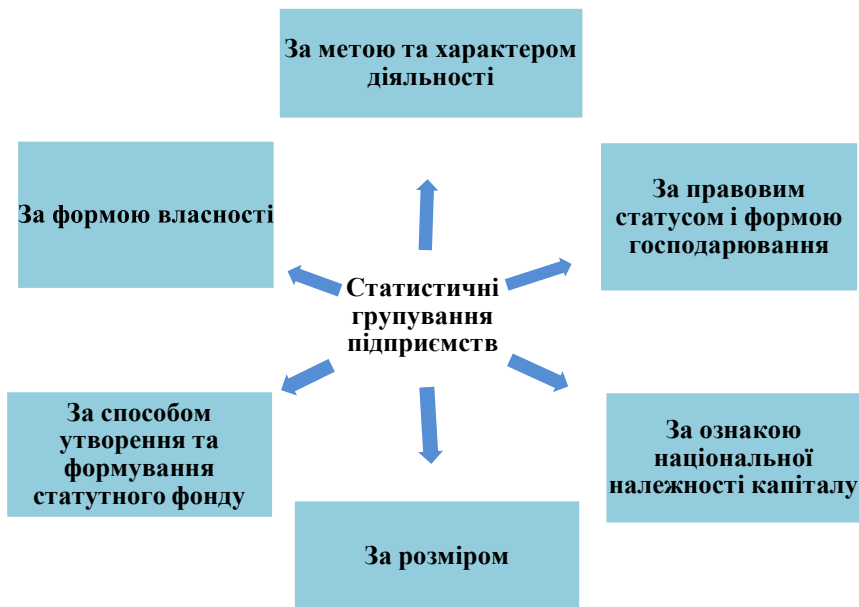 За метою та характером
діяльності
За формою власності
За правовим
статусом і формою
господарювання
Статистичні
групування
підприємств
За способом
утворення та
формування
статутного фонду
За ознакою
національної
належності капіталу
За розміром